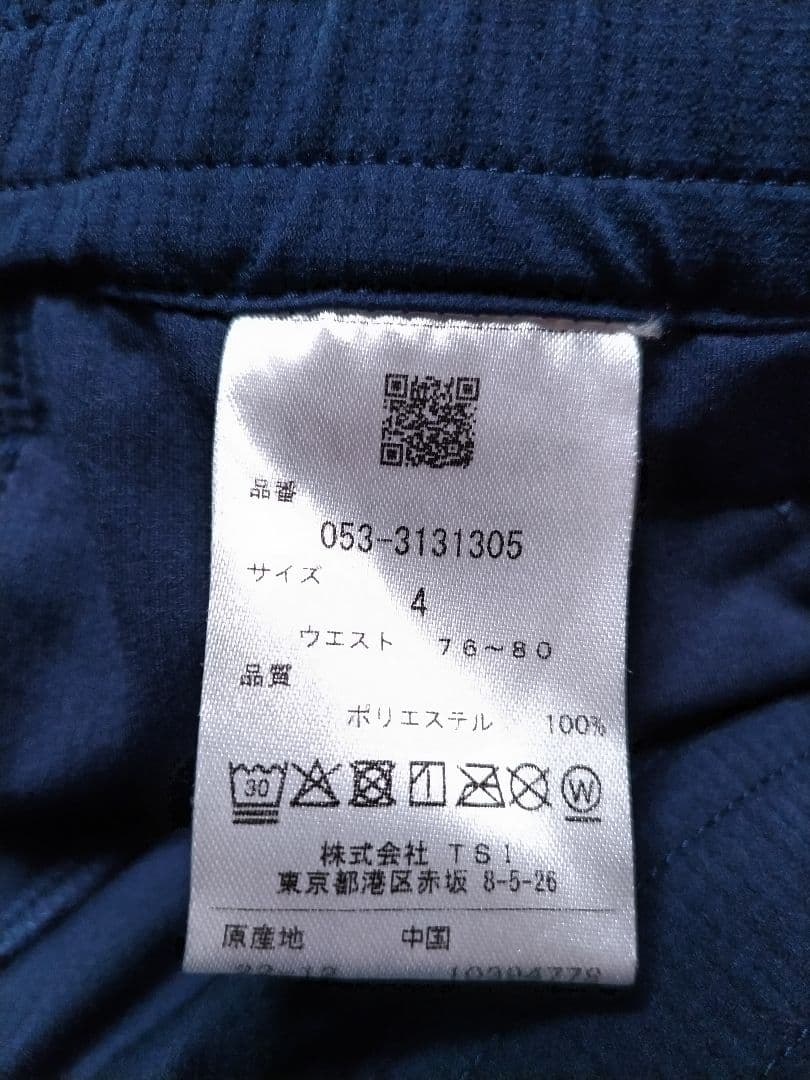 品番
053-3131305
サイズ
4
ウエスト 76~80
品質
ポリエステル 100%
30
W
株式会社 TSI
東京都港区赤坂 8-5-26
原産地 中国